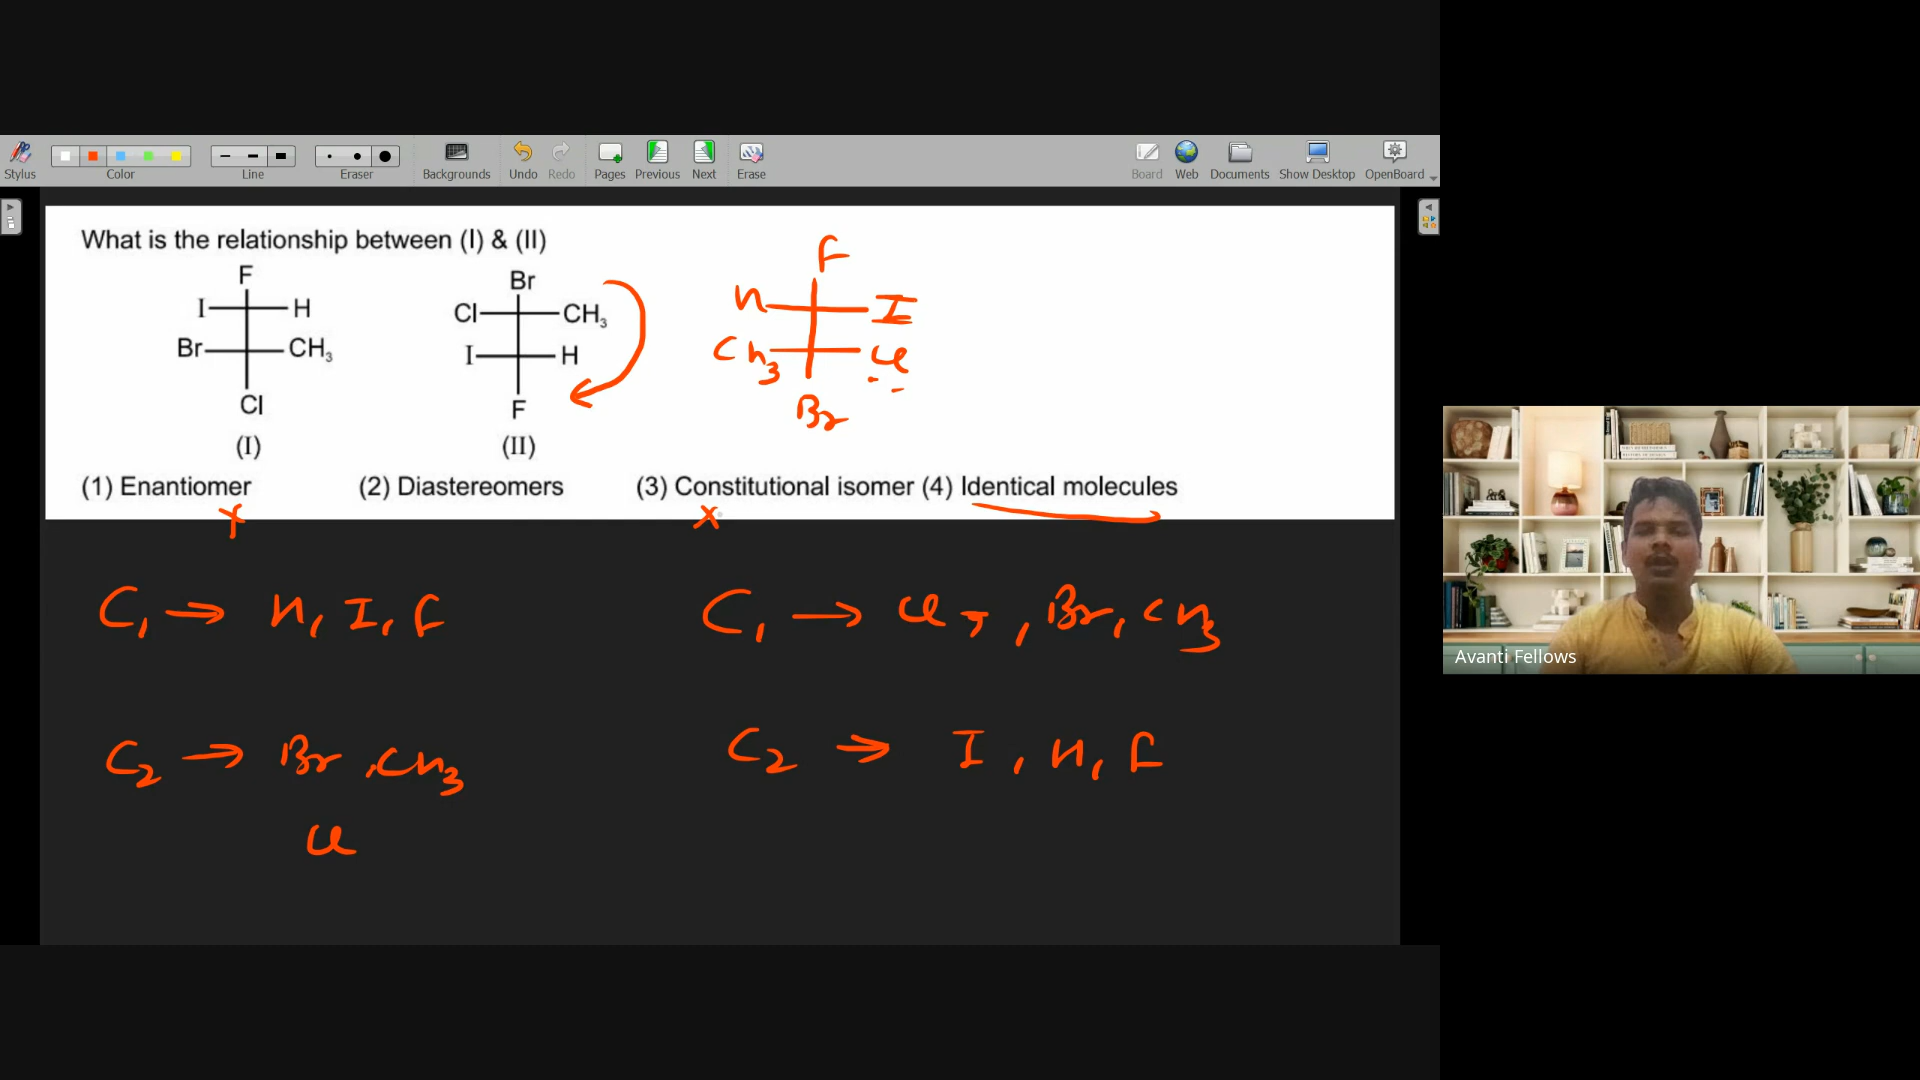 Stylus Color Line Eraser Backgrounds Undo Redo Pages Previous Next Erase Board Web Documents Show Desktop OpenBoard
What is the relationship between (I) & (II)
F
I H
Br CH3
Cl
(I)
Br
Cl CH3
I H
F
(II)
F
H I
CH3 Cl
Br
(1) Enantiomer (2) Diastereomers (3) Constitutional isomer (4) Identical molecules
x x
C1 → H, I, F
C2 → Br, CH3
Cl
C1 → Cl, Br, CH3
C2 → I, H, F
Avanti Fellows